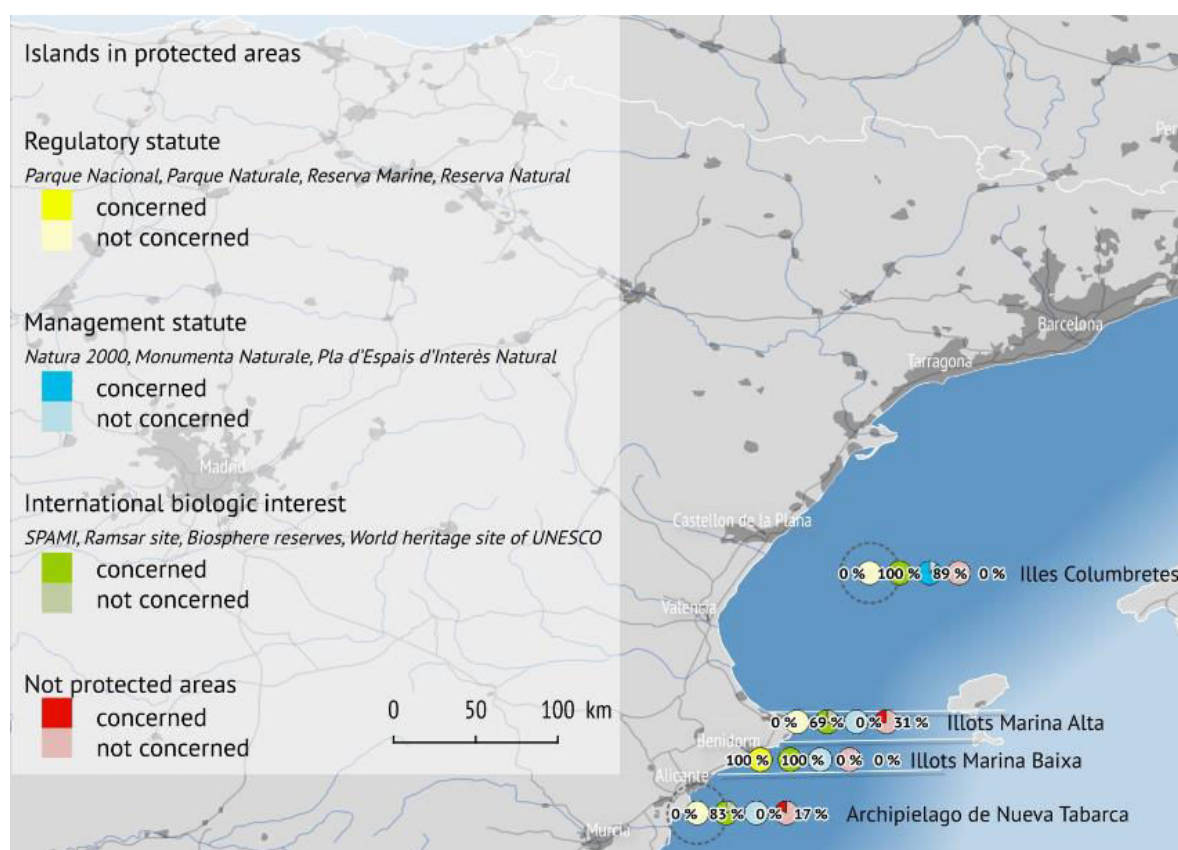 Islands in protected areas
Regulatory statute
Parque Nacional, Parque Naturale, Reserva Marine, Reserva Natural
concerned
not concerned
Management statute
Natura 2000, Monumenta Naturale, Pla d'Espais d'Interès Natural
concerned
not concerned
Madrid
International biologic interest
SPAMI, Ramsar site, Biosphere reserves, World heritage site of UNESCO
concerned
not concerned
Not protected areas
concerned
not concerned
0 50 100 km
Barcelona
Tarragona
Castellon de la Plana
0 % 100 % 89 % 0 % Illes Columbretes
Valencia
0 % 69 % 0 % 31 % Illots Marina Alta
Benidorm
100 % 100 % 0 % 0 % Illots Marina Baixa
Alicante
0 % 83 % 0 % 17 % Archipielago de Nueva Tabarca
Murcia